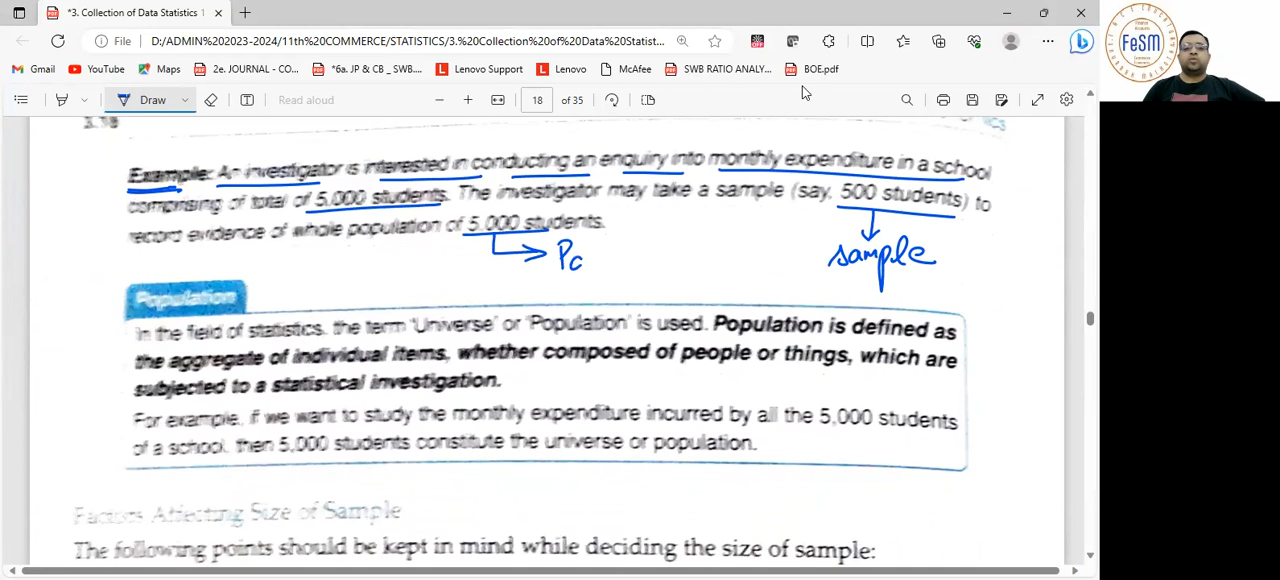 *3. Collection of Data Statistics 1
File
D:/ADMIN%202023-2024/11th%20COMMERCE/STATS/3.%20Collection%20of%20Data%20Statist...
Gmail
YouTube
Maps
2e. JOURNAL - CO...
*6a. JP & CB _SWB....
Lenovo Support
Lenovo
McAfee
SWB RATIO ANALY...
BOE.pdf
Draw
Read aloud
18
of 35
FeSM
Example: An investigator is interested in conducting an enquiry into monthly expenditure in a school
comprising of total of 5,000 students. The investigator may take a sample (say, 500 students) to
record evidence of whole population of 5,000 students.
Po
sample
Population
In the field of statistics, the term 'Universe' or 'Population' is used. Population is defined as
the aggregate of individual items, whether composed of people or things, which are
subjected to a statistical investigation.
For example, if we want to study the monthly expenditure incurred by all the 5,000 students
of a school, then 5,000 students constitute the universe or population.
Factors Affecting Size of Sample
The following points should be kept in mind while deciding the size of sample: